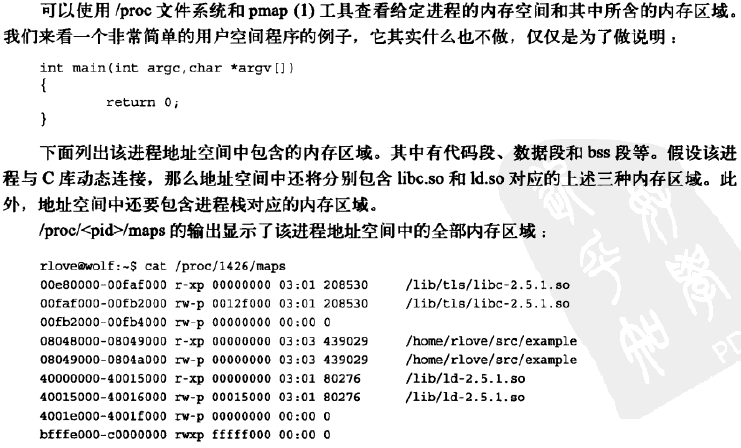 可以使用 /proc 文件系统和 pmap (1) 工具查看给定进程的内存空间和其中所含的内存区域。
我们来看一个非常简单的用户空间程序的例子，它其实什么也不做，仅仅是为了做说明：
int main(int argc,char *argv[])
{
        return 0;
}
下面列出该进程地址空间中包含的内存区域。其中有代码段、数据段和 bss 段等。假设该进
程与 C 库动态连接，那么地址空间中还将分别包含 libc.so 和 ld.so 对应的上述三种内存区域。此
外，地址空间中还要包含进程栈对应的内存区域。
/proc/<pid>/maps 的输出显示了该进程地址空间中的全部内存区域：
rlove@wolf:~$ cat /proc/1426/maps
00e80000-00faf000 r-xp 00000000 03:01 208530 /lib/tls/libc-2.5.1.so
00faf000-00fb2000 rw-p 0012f000 03:01 208530 /lib/tls/libc-2.5.1.so
00fb2000-00fb4000 rw-p 00000000 00:00 0
08048000-08049000 r-xp 00000000 03:03 439029 /home/rlove/src/example
08049000-0804a000 rw-p 00000000 03:03 439029 /home/rlove/src/example
40000000-40015000 r-xp 00000000 03:01 80276 /lib/ld-2.5.1.so
40015000-40016000 rw-p 00015000 03:01 80276 /lib/ld-2.5.1.so
4001e000-4001f000 rw-p 00000000 00:00 0
bfffe000-c0000000 rwxp fffff000 00:00 0
PD